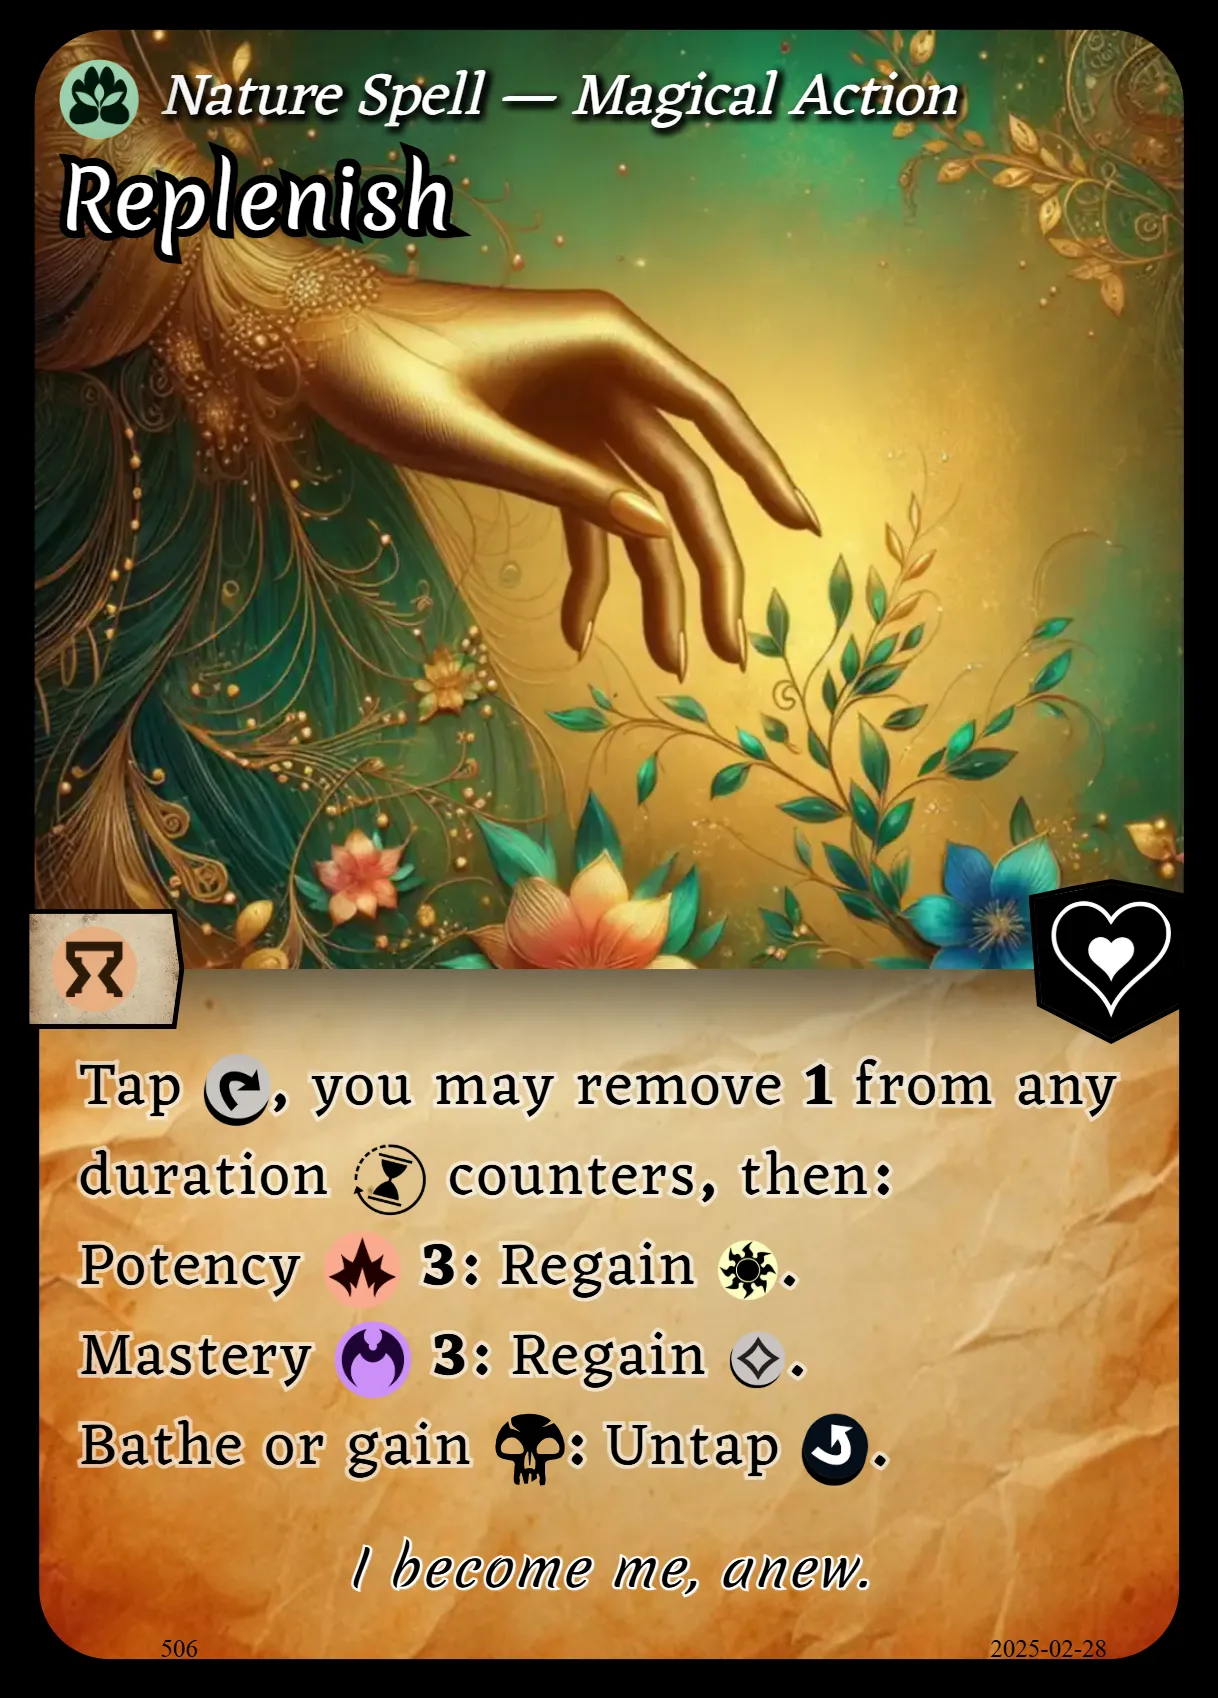 Nature Spell — Magical Action
Replenish
Tap , you may remove 1 from any
duration counters, then:
Potency 3: Regain .
Mastery 3: Regain .
Bathe or gain : Untap .
I become me, anew.
506
2025-02-28